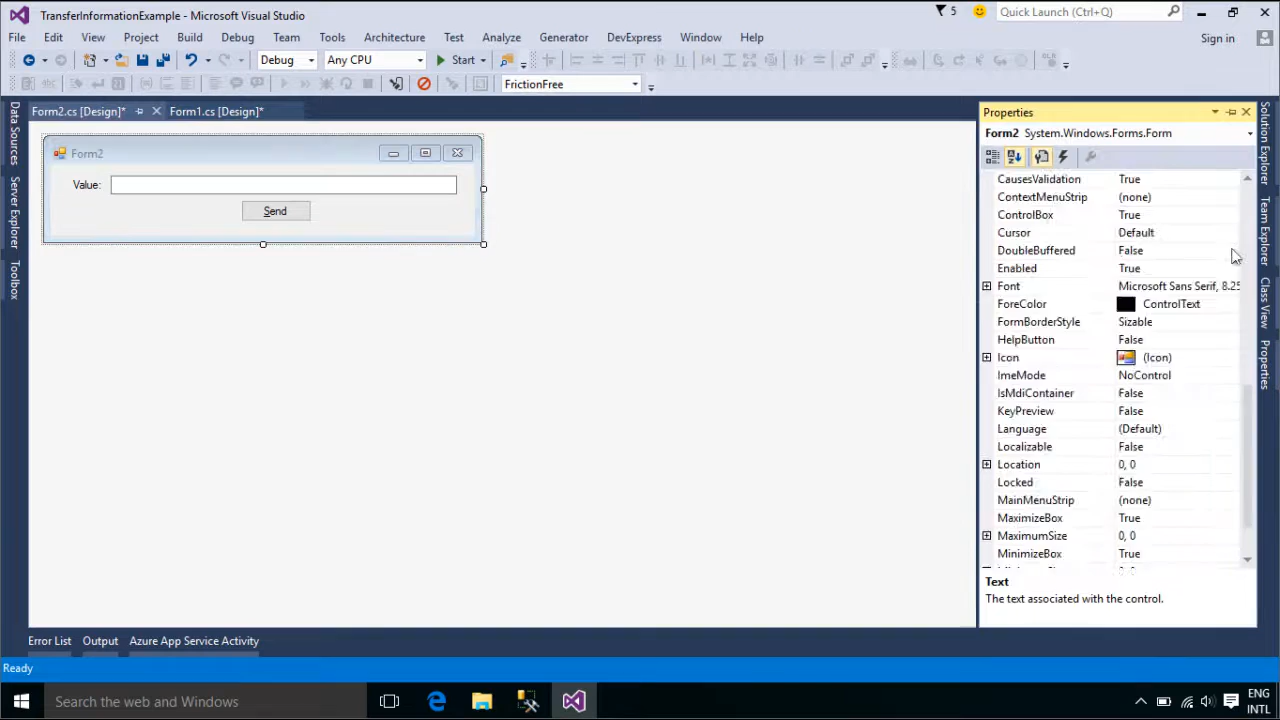 TransferInformationExample - Microsoft Visual Studio
5
Quick Launch (Ctrl+Q)
File Edit View Project Build Debug Team Tools Architecture Test Analyze Generator DevExpress Window Help
Sign in
Debug Any CPU Start
FrictionFree
Form2.cs [Design]* Form1.cs [Design]*
Data Sources
Server Explorer
Toolbox
Form2
Value:
Send
Properties
Form2 System.Windows.Forms.Form
CausesValidation True
ContextMenuStrip (none)
ControlBox True
Cursor Default
DoubleBuffered False
Enabled True
Font Microsoft Sans Serif, 8.25
ForeColor ControlText
FormBorderStyle Sizable
HelpButton False
Icon (Icon)
ImeMode NoControl
IsMdiContainer False
KeyPreview False
Language (Default)
Localizable False
Location 0, 0
Locked False
MainMenuStrip (none)
MaximizeBox True
MaximumSize 0, 0
MinimizeBox True
Text
The text associated with the control.
Solution Explorer
Team Explorer
Class View
Properties
Error List Output Azure App Service Activity
Ready
Search the web and Windows
ENG
INTL